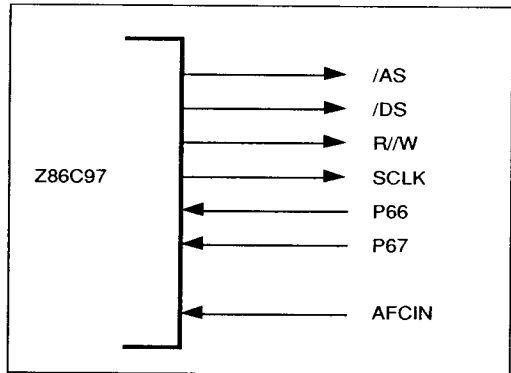 /AS
/DS
R//W
Z86C97
SCLK
P66
P67
AFCIN